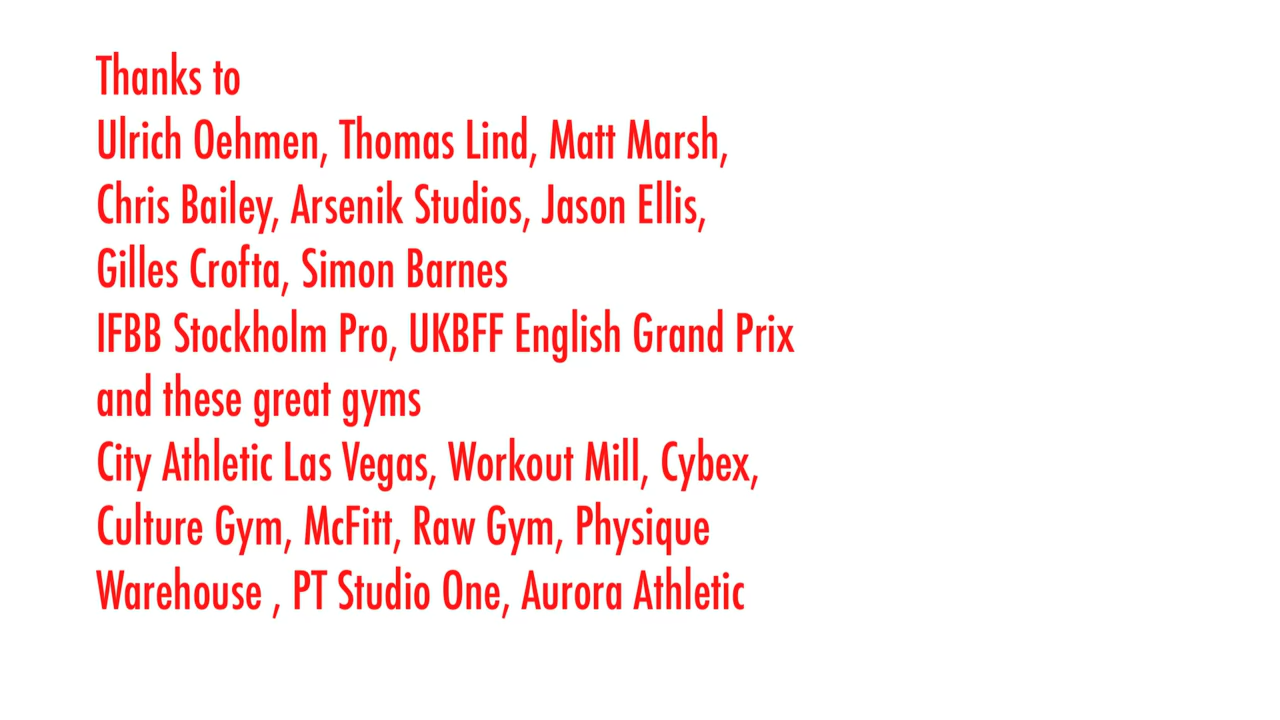 Thanks to
Ulrich Oehmen, Thomas Lind, Matt Marsh,
Chris Bailey, Arsenik Studios, Jason Ellis,
Gilles Crofta, Simon Barnes
IFBB Stockholm Pro, UKBFF English Grand Prix
and these great gyms
City Athletic Las Vegas, Workout Mill, Cybex,
Culture Gym, McFitt, Raw Gym, Physique
Warehouse , PT Studio One, Aurora Athletic